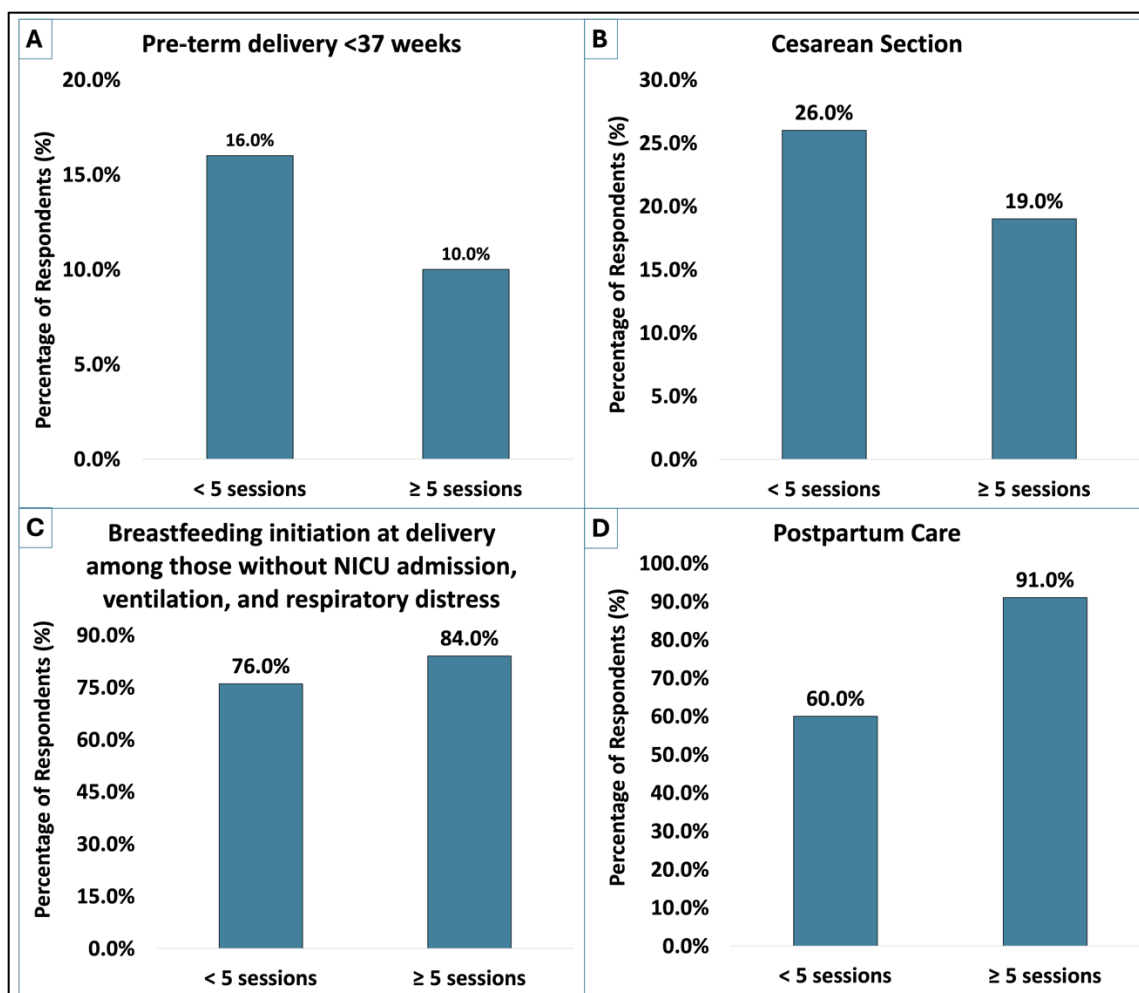 A
Pre-term delivery <37 weeks
Percentage of Respondents (%)
20.0%
15.0%
10.0%
5.0%
0.0%
16.0%
10.0%
< 5 sessions
≥ 5 sessions
B
Cesarean Section
Percentage of Respondents (%)
30.0%
25.0%
20.0%
15.0%
10.0%
5.0%
0.0%
26.0%
19.0%
< 5 sessions
≥ 5 sessions
C
Breastfeeding initiation at delivery
among those without NICU admission,
ventilation, and respiratory distress
Percentage of Respondents (%)
90.0%
75.0%
60.0%
45.0%
30.0%
15.0%
0.0%
76.0%
84.0%
< 5 sessions
≥ 5 sessions
D
Postpartum Care
Percentage of Respondents (%)
100.0%
90.0%
80.0%
70.0%
60.0%
50.0%
40.0%
30.0%
20.0%
10.0%
0.0%
60.0%
91.0%
< 5 sessions
≥ 5 sessions